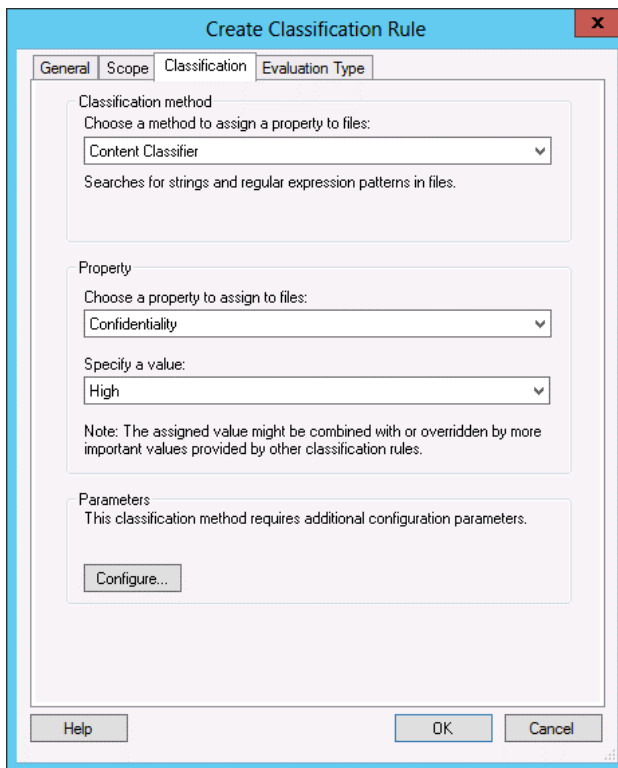 Create Classification Rule
x
General Scope Classification Evaluation Type
Classification method
Choose a method to assign a property to files:
Content Classifier
Searches for strings and regular expression patterns in files.
Property
Choose a property to assign to files:
Confidentiality
Specify a value:
High
Note: The assigned value might be combined with or overridden by more
important values provided by other classification rules.
Parameters
This classification method requires additional configuration parameters.
Configure...
Help OK Cancel